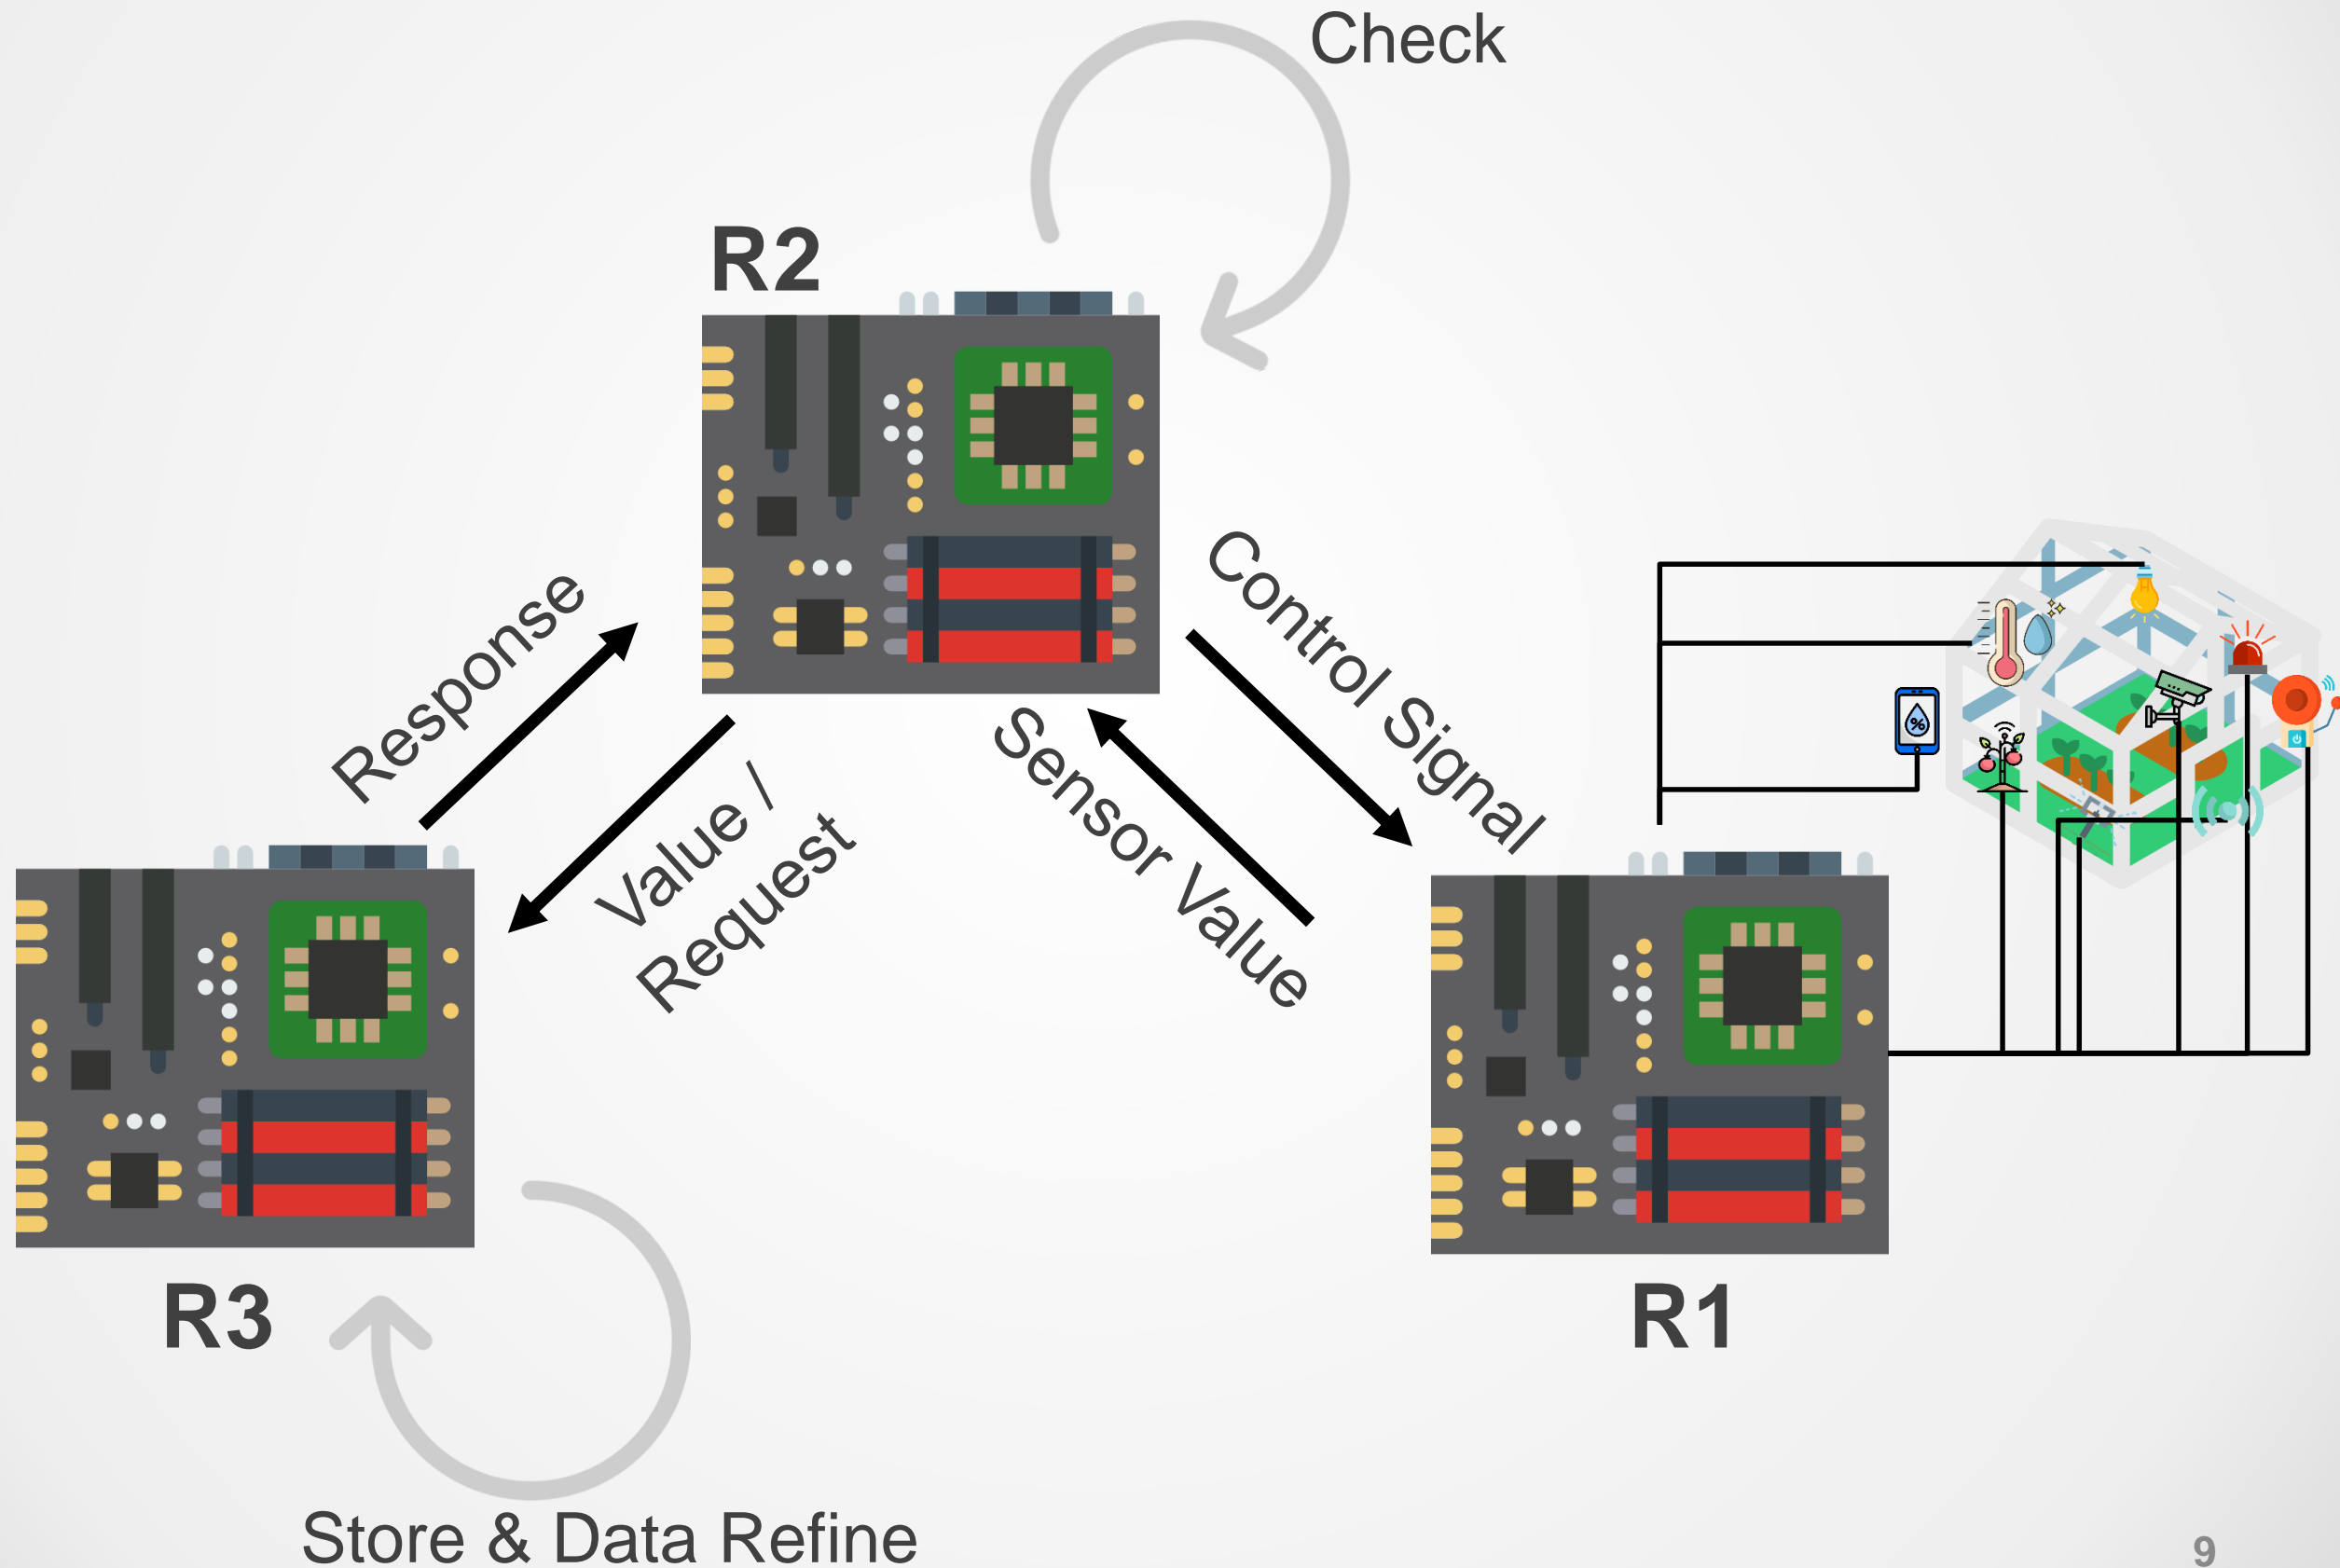 Check
R2
Response
Value /
Request
Control Signal
Sensor Value
%
R3
R1
Store & Data Refine
9